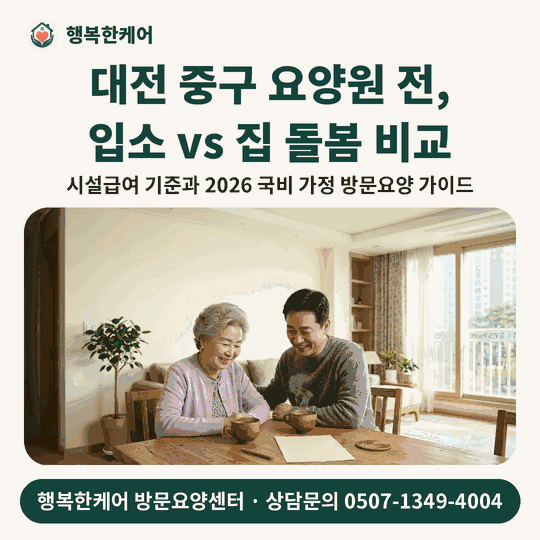 행복한케어
대전 중구 요양원 전,
입소 vs 집 돌봄 비교
시설급여 기준과 2026 국비 가정 방문요양 가이드
행복한케어 방문요양센터 · 상담문의 0507-1349-4004